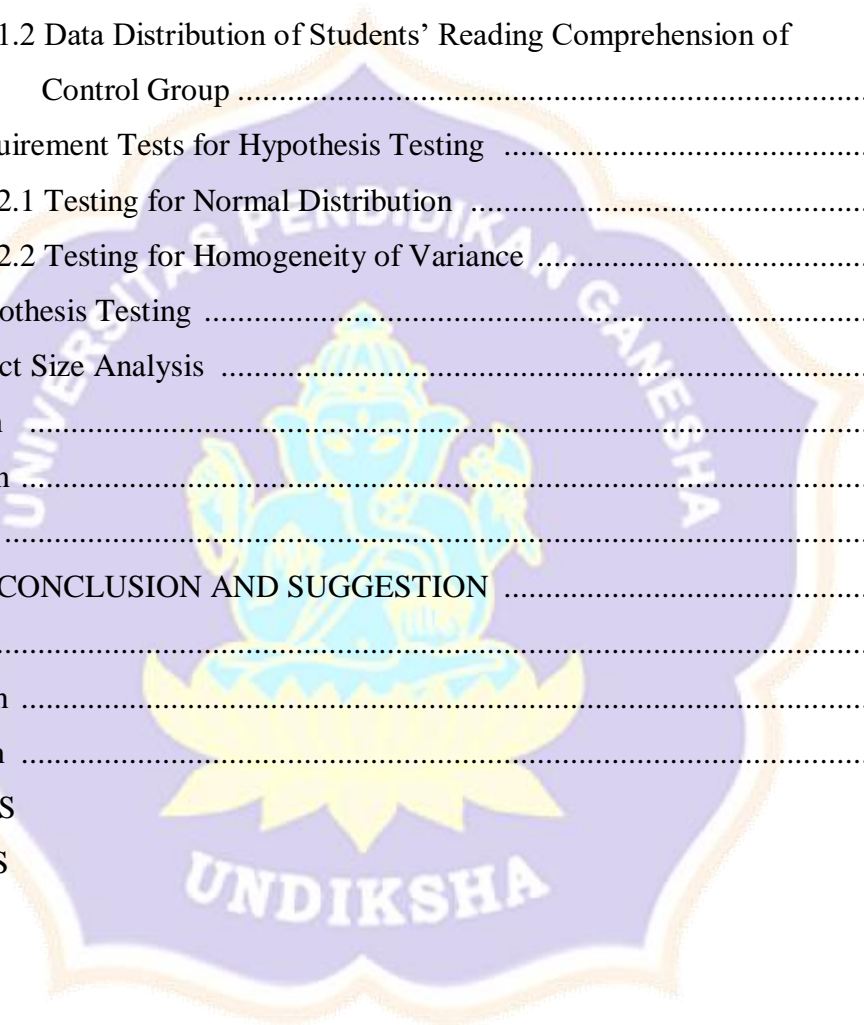 1.2 Data Distribution of Students’ Reading Comprehension of
Control Group ........................................................................
uirement Tests for Hypothesis Testing ........................................
2.1 Testing for Normal Distribution ............................................
2.2 Testing for Homogeneity of Variance ....................................
othesis Testing ...........................................................................
ct Size Analysis .........................................................................
n .................................................................................................
n .................................................................................................
....................................................................................................
CONCLUSION AND SUGGESTION ........................................
....................................................................................................
n .................................................................................................
n .................................................................................................
S
S
UNIVERSITAS PENDIDIKAN GANESHA
UNDIKSHA